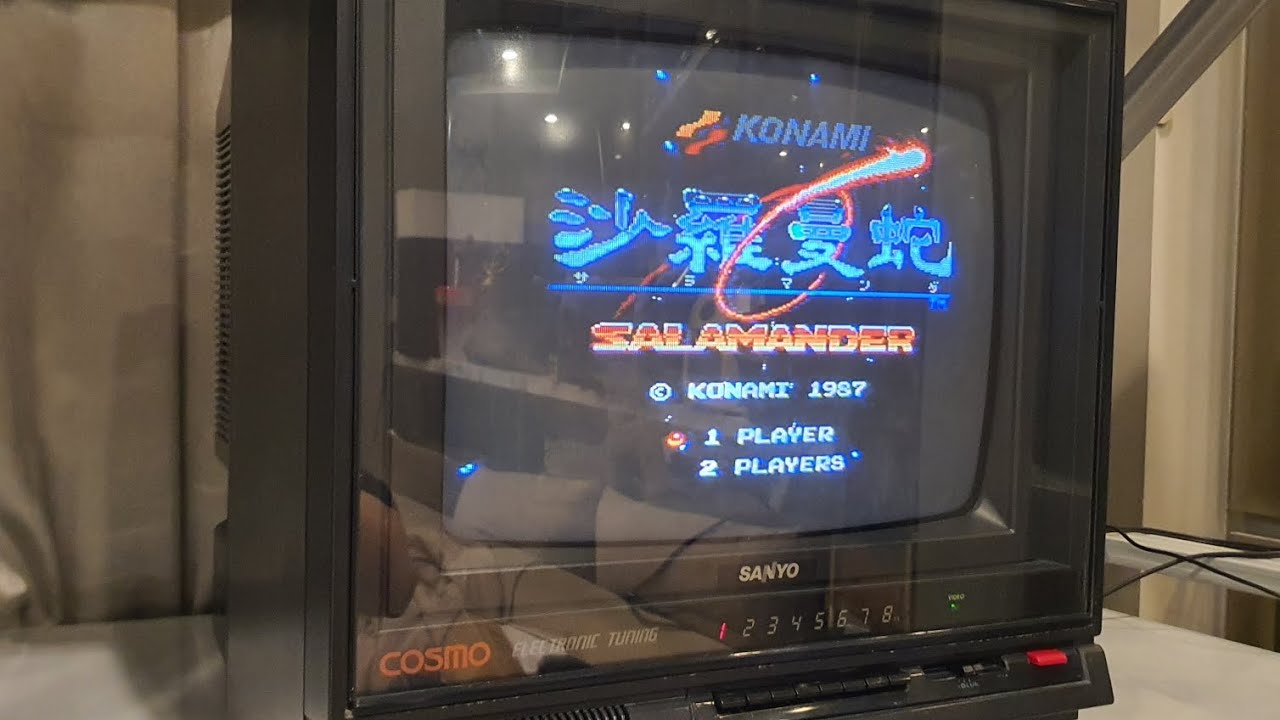 KONAMI
沙羅曼蛇
サラマンダ
SALAMANDER
© KONAMI 1987
1 PLAYER
2 PLAYERS
SANYO
VIDEO
1 2 3 4 5 6 7 8
COSMO ELECTRONIC TUNING